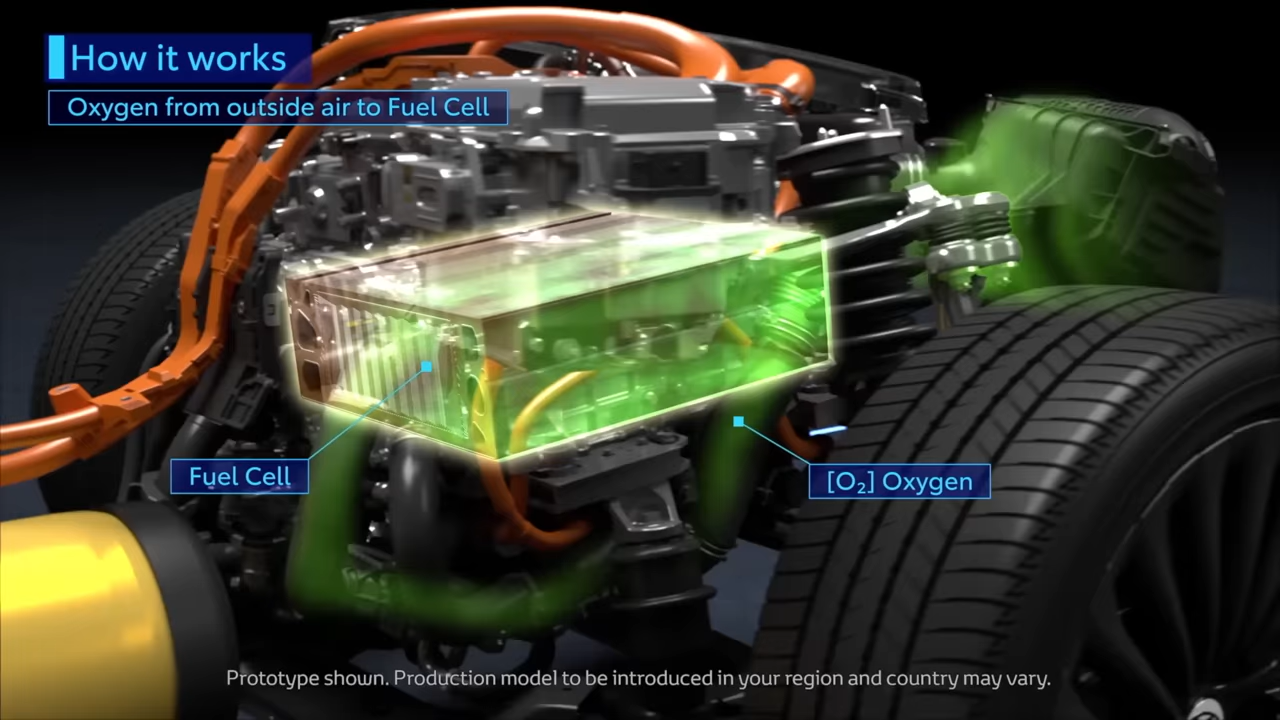 How it works
Oxygen from outside air to Fuel Cell
Fuel Cell
[O₂] Oxygen
Prototype shown. Production model to be introduced in your region and country may vary.